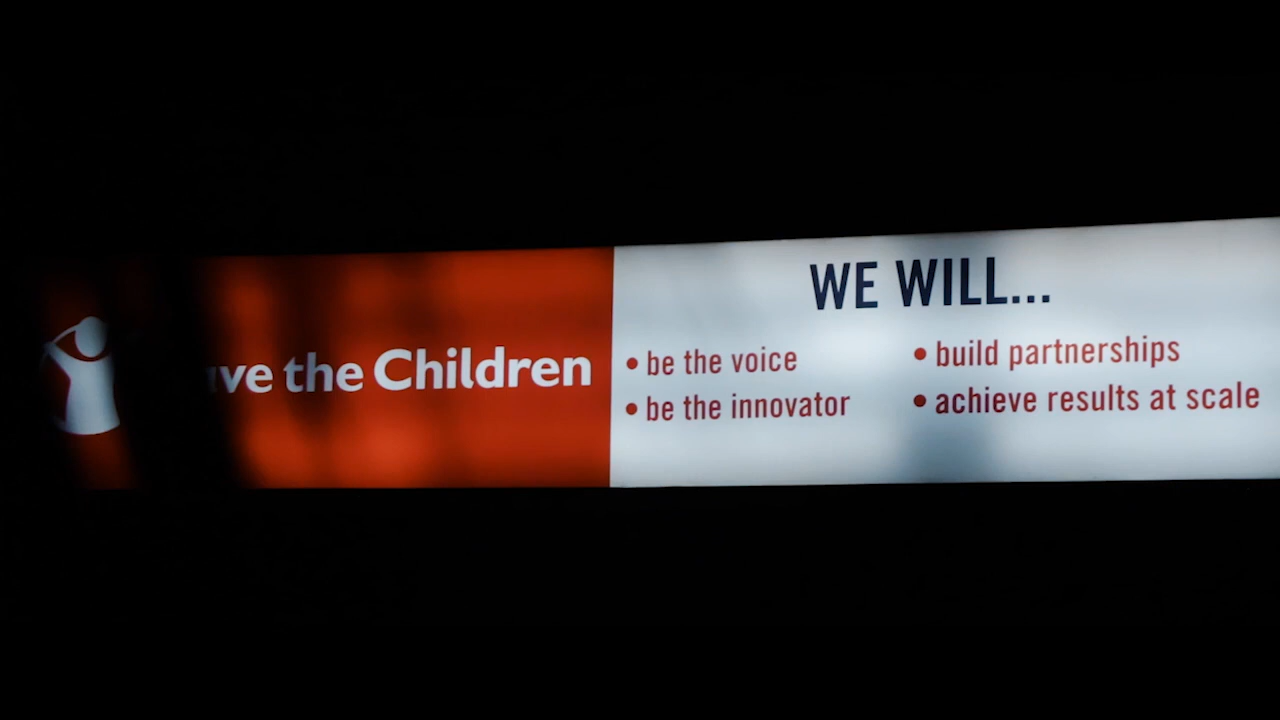 ve the Children
WE WILL...
• be the voice
• be the innovator
• build partnerships
• achieve results at scale